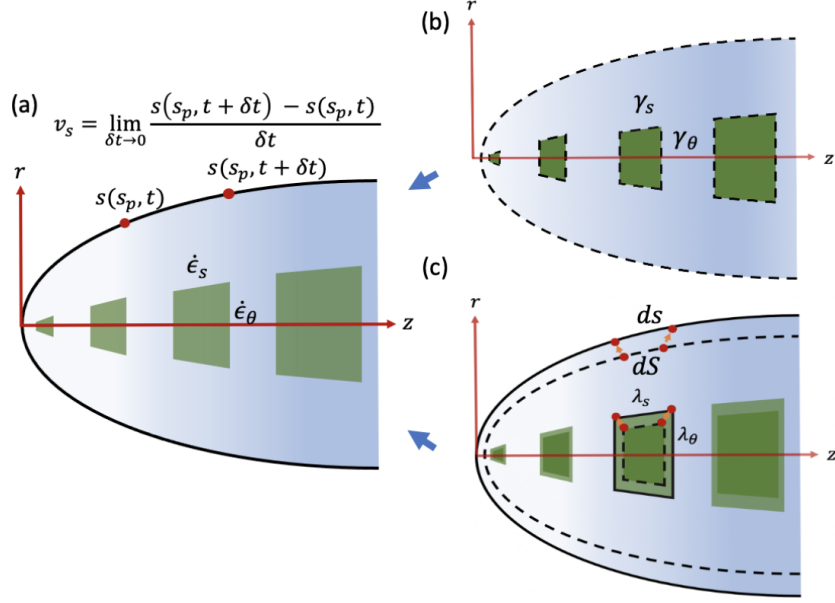 (a)
v_s = lim_{δt→0} (s(s_p, t + δt) − s(s_p, t)) / δt
r
s(s_p, t)
s(s_p, t + δt)
ϵ̇_s
ϵ̇_θ
z
(b)
r
γ_s
γ_θ
z
(c)
r
ds
dS
λ_s
λ_θ
z